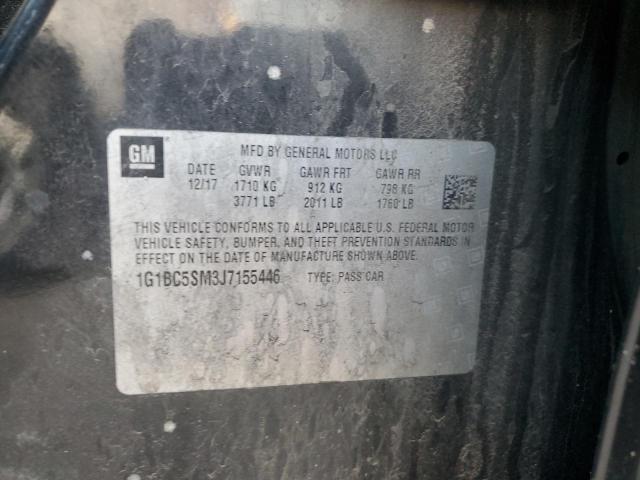 GM
MFD BY GENERAL MOTORS LLC
DATE GVWR GAWR FRT GAWR RR
12/17 1710 KG 912 KG 798 KG
3771 LB 2011 LB 1760 LB
THIS VEHICLE CONFORMS TO ALL APPLICABLE U.S. FEDERAL MOTOR
VEHICLE SAFETY, BUMPER, AND THEFT PREVENTION STANDARDS IN
EFFECT ON THE DATE OF MANUFACTURE SHOWN ABOVE.
1G1BC5SM3J7155446 TYPE: PASS CAR